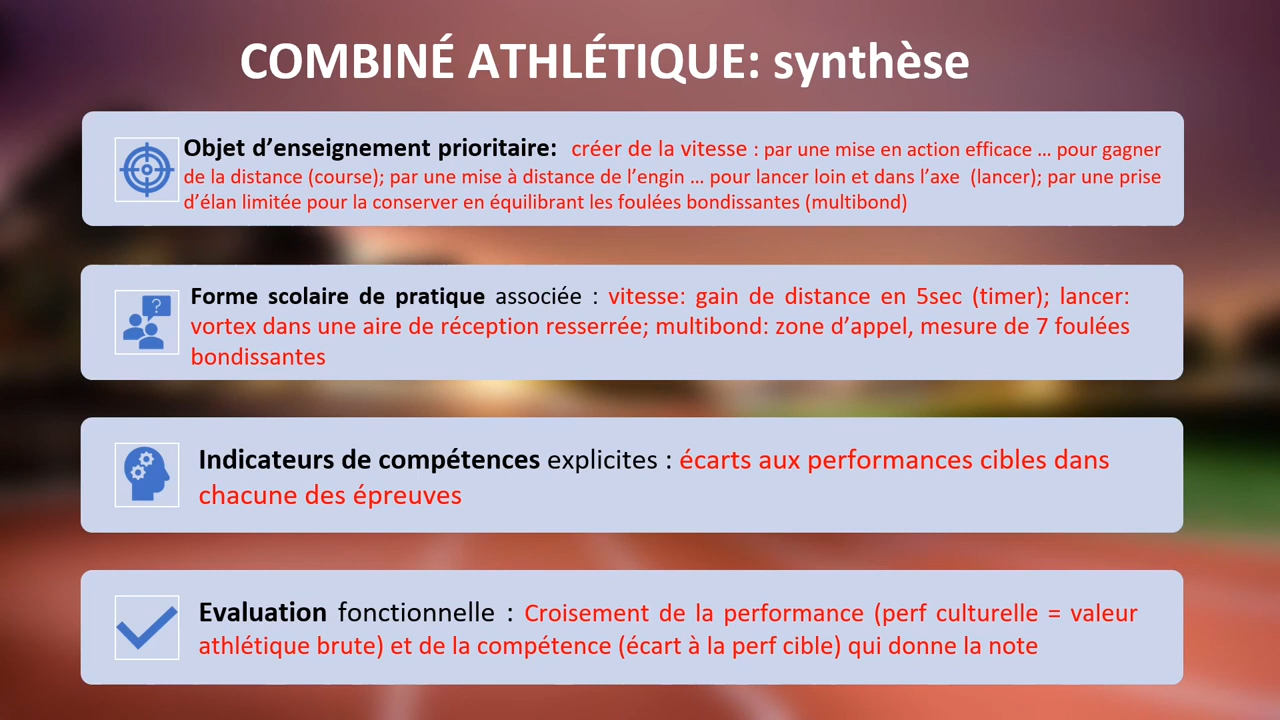 COMBINÉ ATHLÉTIQUE: synthèse
Objet d’enseignement prioritaire: créer de la vitesse : par une mise en action efficace … pour gagner
de la distance (course); par une mise à distance de l’engin … pour lancer loin et dans l’axe (lancer); par une prise
d’élan limitée pour la conserver en équilibrant les foulées bondissantes (multibond)
Forme scolaire de pratique associée : vitesse: gain de distance en 5sec (timer); lancer:
vortex dans une aire de réception resserrée; multibond: zone d’appel, mesure de 7 foulées
bondissantes
Indicateurs de compétences explicites : écarts aux performances cibles dans
chacune des épreuves
Evaluation fonctionnelle : Croisement de la performance (perf culturelle = valeur
athlétique brute) et de la compétence (écart à la perf cible) qui donne la note